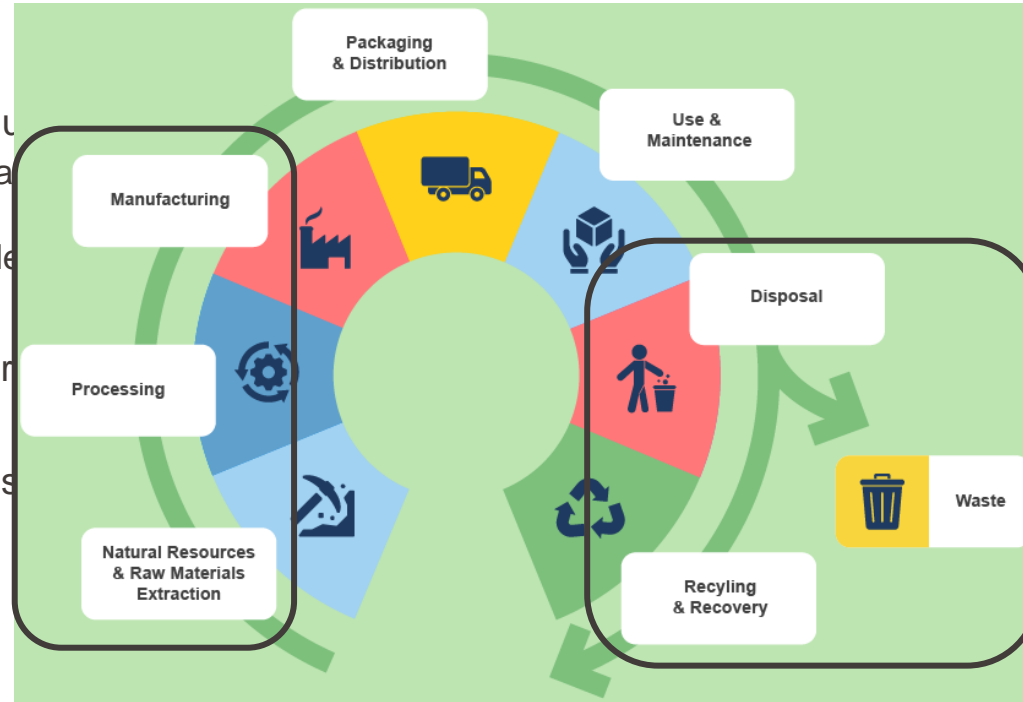 Packaging
& Distribution
Use &
Maintenance
Manufacturing
Disposal
Processing
Waste
Natural Resources
& Raw Materials
Extraction
Recyling
& Recovery